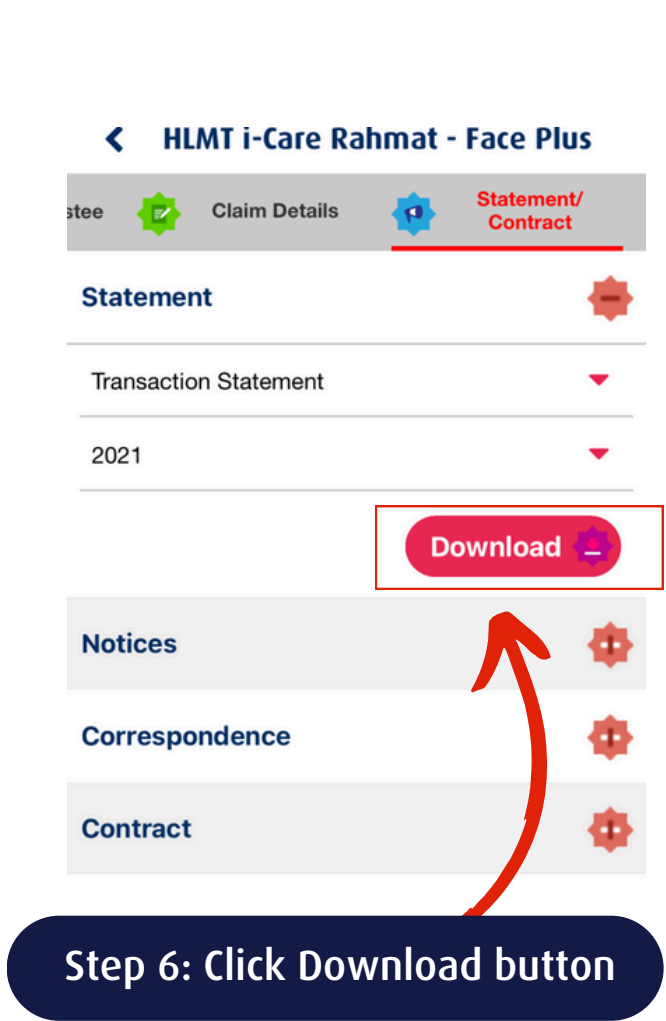 HLMT i-Care Rahmat - Face Plus
stee
Claim Details
Statement/
Contract
Statement
Transaction Statement
2021
Download
Notices
Correspondence
Contract
Step 6: Click Download button